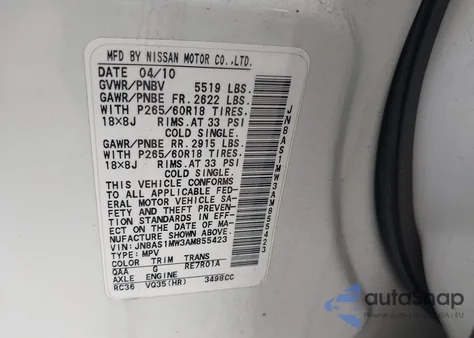 MFD BY NISSAN MOTOR CO.,LTD.
DATE 04/10
GVWR/PNBV 5519 LBS.
GAWR/PNBE FR. 2622 LBS.
WITH P265/60R18 TIRES,
18×8J RIMS.AT 33 PSI
COLD SINGLE.
GAWR/PNBE RR. 2915 LBS.
WITH P265/60R18 TIRES,
18×8J RIMS.AT 33 PSI
COLD SINGLE.
THIS VEHICLE CONFORMS
TO ALL APPLICABLE FED-
ERAL MOTOR VEHICLE SA-
FETY AND THEFT PREVEN-
TION STANDARDS IN EFF-
ECT ON THE DATE OF MA-
NUFACTURE SHOWN ABOVE.
VIN:JN8AS1MW3AM855423
TYPE:MPV
COLOR TRIM TRANS
QAA G RE7R01A
AXLE ENGINE
RC36 VQ35(HR) 3498CC
JN8AS1MW3AM855423
autosnap